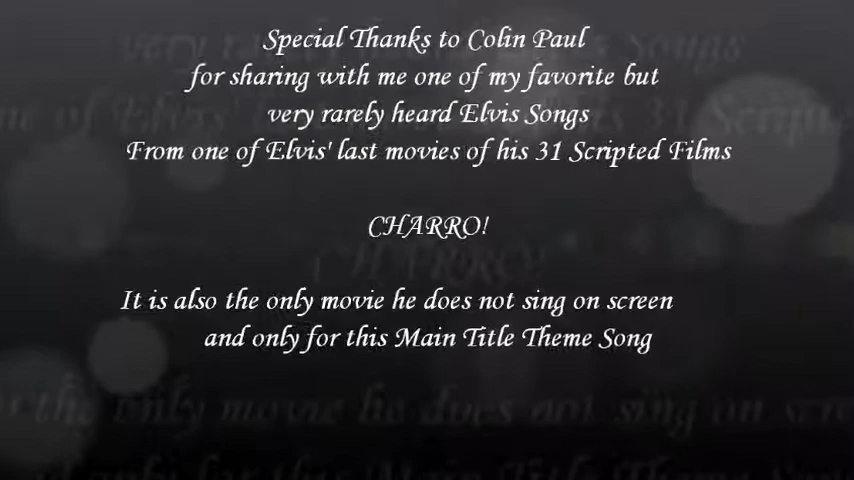 Special Thanks to Colin Paul
for sharing with me one of my favorite but
very rarely heard Elvis Songs
From one of Elvis' last movies of his 31 Scripted Films
CHARRO!
It is also the only movie he does not sing on screen
and only for this Main Title Theme Song